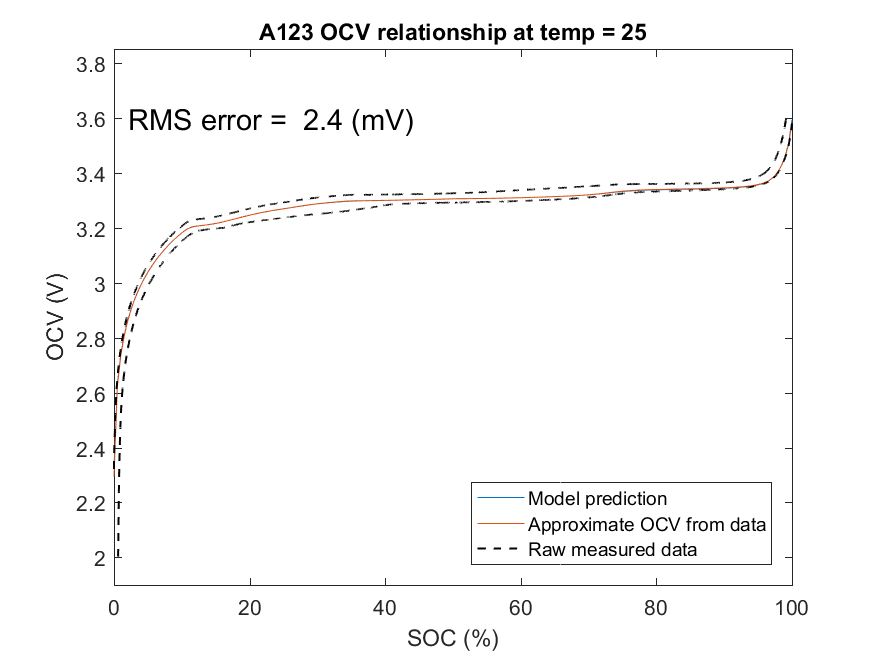 A123 OCV relationship at temp = 25
3.8
RMS error =  2.4 (mV)
3.6
3.4
3.2
3
2.8
2.6
2.4
2.2
2
OCV (V)
Model prediction
Approximate OCV from data
Raw measured data
0 20 40 60 80 100
SOC (%)